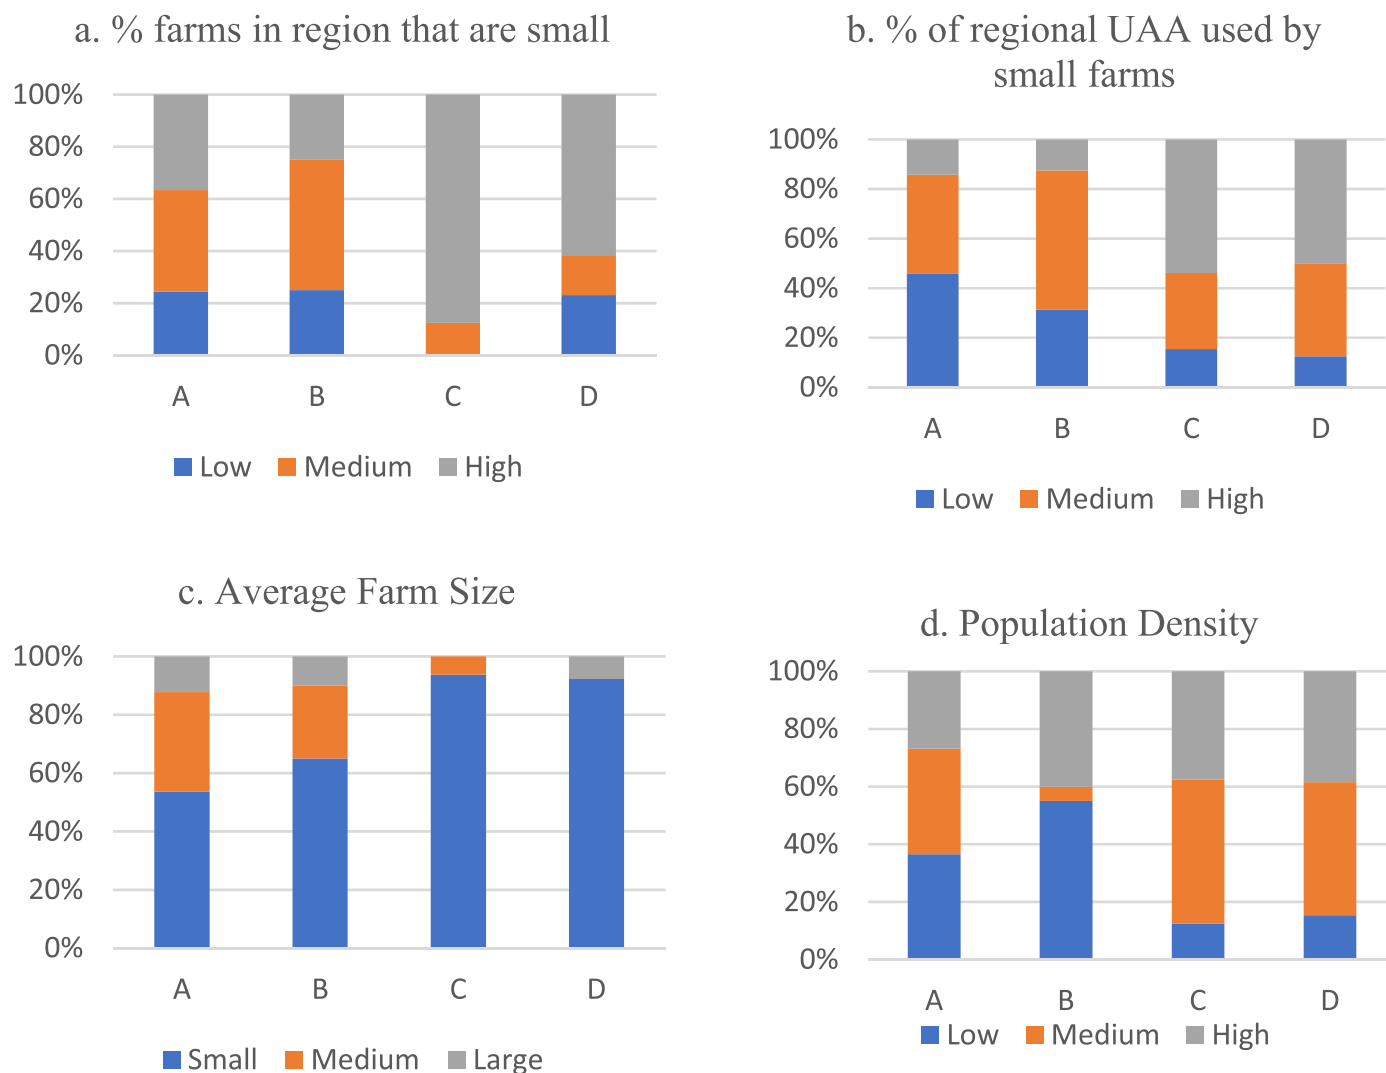 a. % farms in region that are small
100%
80%
60%
40%
20%
0%
A B C D
Low Medium High
b. % of regional UAA used by
small farms
100%
80%
60%
40%
20%
0%
A B C D
Low Medium High
c. Average Farm Size
100%
80%
60%
40%
20%
0%
A B C D
Small Medium Large
d. Population Density
100%
80%
60%
40%
20%
0%
A B C D
Low Medium High